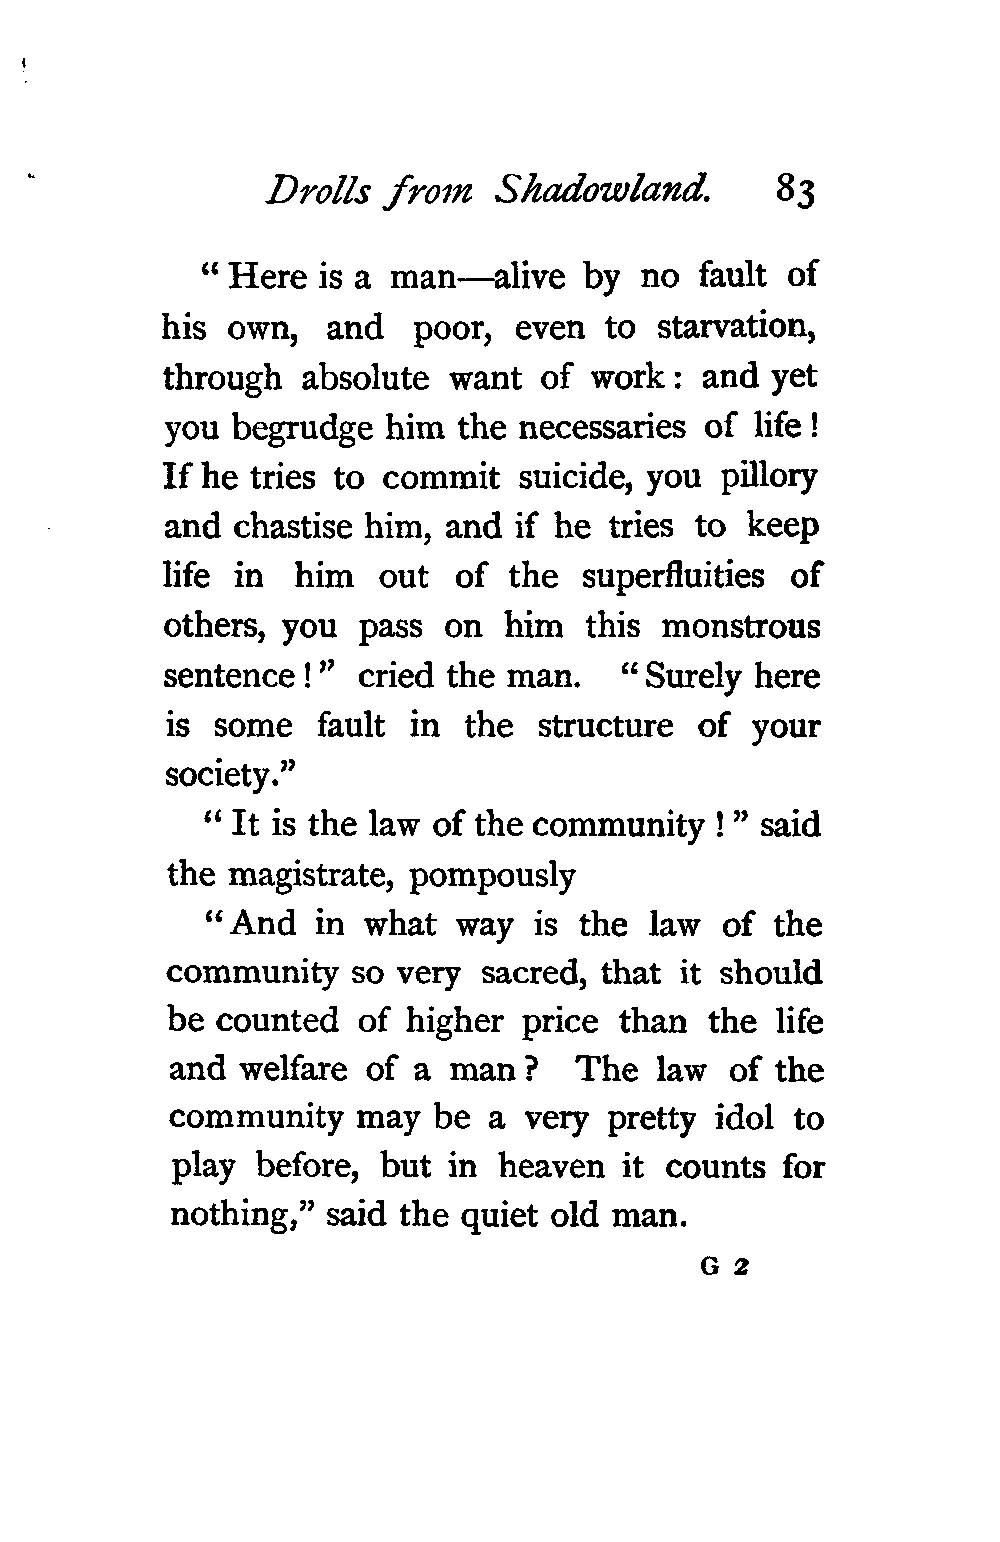 Drolls from Shadowland. 83
“ Here is a man—alive by no fault of
his own, and poor, even to starvation,
through absolute want of work : and yet
you begrudge him the necessaries of life !
If he tries to commit suicide, you pillory
and chastise him, and if he tries to keep
life in him out of the superfluities of
others, you pass on him this monstrous
sentence ! ” cried the man. “ Surely here
is some fault in the structure of your
society.”
“ It is the law of the community ! ” said
the magistrate, pompously
“ And in what way is the law of the
community so very sacred, that it should
be counted of higher price than the life
and welfare of a man ? The law of the
community may be a very pretty idol to
play before, but in heaven it counts for
nothing,” said the quiet old man.
G 2